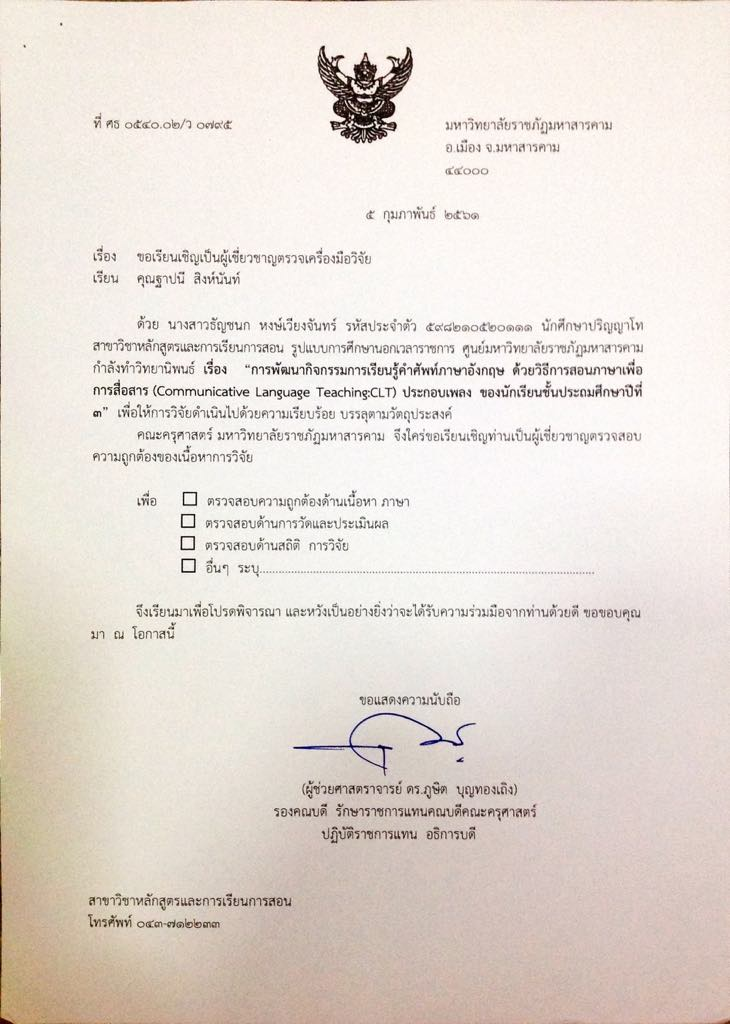 ที่ ศธ ๐๕๔๐.๐๒/ว ๐๗๙๕
มหาวิทยาลัยราชภัฏมหาสารคาม
อ.เมือง จ.มหาสารคาม
๔๔๐๐๐
๕ กุมภาพันธ์ ๒๕๖๑
เรื่อง ขอเรียนเชิญเป็นผู้เชี่ยวชาญตรวจเครื่องมือวิจัย
เรียน คุณฐาปนี สิงห์นันท์
ด้วย นางสาวธัญชนก หงษ์เวียงจันทร์ รหัสประจำตัว ๕๙๘๒๑๐๕๒๐๑๑๑ นักศึกษาปริญญาโท
สาขาวิชาหลักสูตรและการเรียนการสอน รูปแบบการศึกษานอกเวลาราชการ ศูนย์มหาวิทยาลัยราชภัฏมหาสารคาม
กำลังทำวิทยานิพนธ์ เรื่อง “การพัฒนากิจกรรมการเรียนรู้คำศัพท์ภาษาอังกฤษ ด้วยวิธีการสอนภาษาเพื่อ
การสื่อสาร (Communicative Language Teaching:CLT) ประกอบเพลง ของนักเรียนชั้นประถมศึกษาปีที่
๓” เพื่อให้การวิจัยดำเนินไปด้วยความเรียบร้อย บรรลุตามวัตถุประสงค์
คณะครุศาสตร์ มหาวิทยาลัยราชภัฏมหาสารคาม จึงใคร่ขอเรียนเชิญท่านเป็นผู้เชี่ยวชาญตรวจสอบ
ความถูกต้องของเนื้อหาการวิจัย
เพื่อ ☐ ตรวจสอบความถูกต้องด้านเนื้อหา ภาษา
☐ ตรวจสอบด้านการวัดและประเมินผล
☐ ตรวจสอบด้านสถิติ การวิจัย
☐ อื่นๆ ระบุ..........................................................................................
จึงเรียนมาเพื่อโปรดพิจารณา และหวังเป็นอย่างยิ่งว่าจะได้รับความร่วมมือจากท่านด้วยดี ขอขอบคุณ
มา ณ โอกาสนี้
ขอแสดงความนับถือ
(ผู้ช่วยศาสตราจารย์ ดร.ภูษิต บุญทองเถิง)
รองคณบดี รักษาราชการแทนคณบดีคณะครุศาสตร์
ปฏิบัติราชการแทน อธิการบดี
สาขาวิชาหลักสูตรและการเรียนการสอน
โทรศัพท์ ๐๔๓-๗๑๒๒๓๓